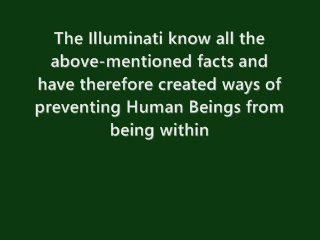 The Illuminati know all the
above-mentioned facts and
have therefore created ways of
preventing Human Beings from
being within